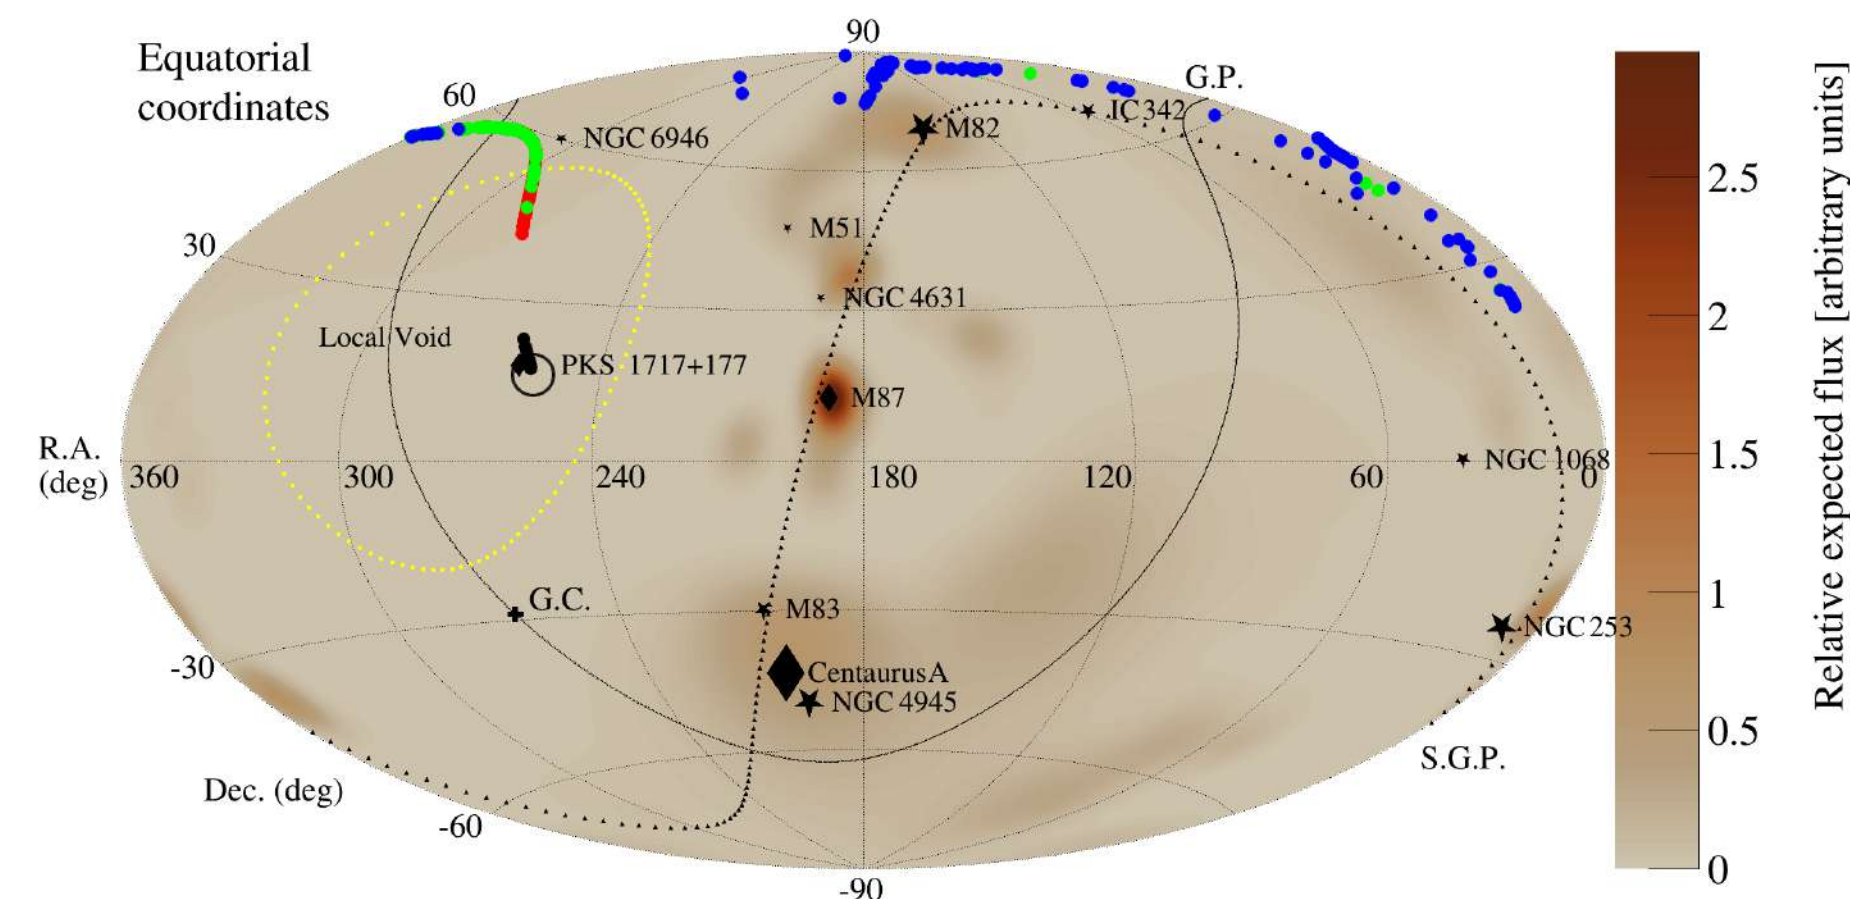 Equatorial
coordinates
90
60
NGC 6946
M82
IC 342
G.P.
30
M51
NGC 4631
Local Void
PKS 1717+177
M87
R.A.
(deg)
360
300
240
180
120
60
0
NGC 1068
G.C.
M83
-30
NGC 253
Centaurus A
NGC 4945
S.G.P.
Dec. (deg)
-60
-90
2.5
2
1.5
1
0.5
0
Relative expected flux [arbitrary units]